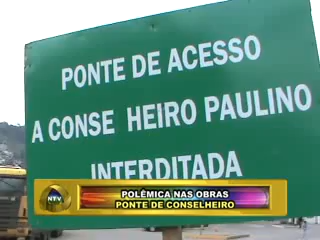 PONTE DE ACESSO
A CONSE HEIRO PAULINO
INTERDITADA
NTV
POLÊMICA NAS OBRAS
PONTE DE CONSELHEIRO